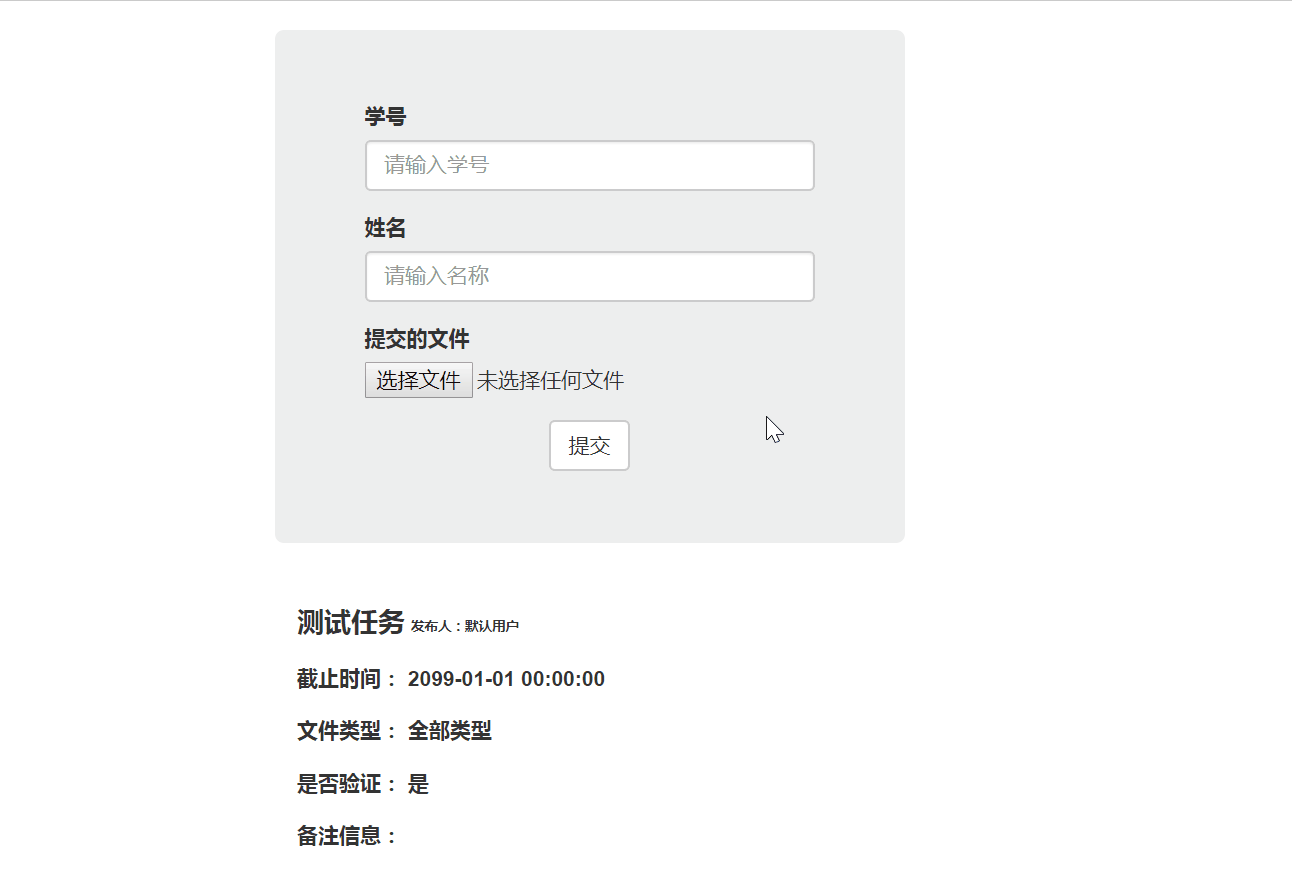 学号
请输入学号
姓名
请输入名称
提交的文件
选择文件 未选择任何文件
提交
测试任务 发布人：默认用户
截止时间： 2099-01-01 00:00:00
文件类型： 全部类型
是否验证： 是
备注信息：